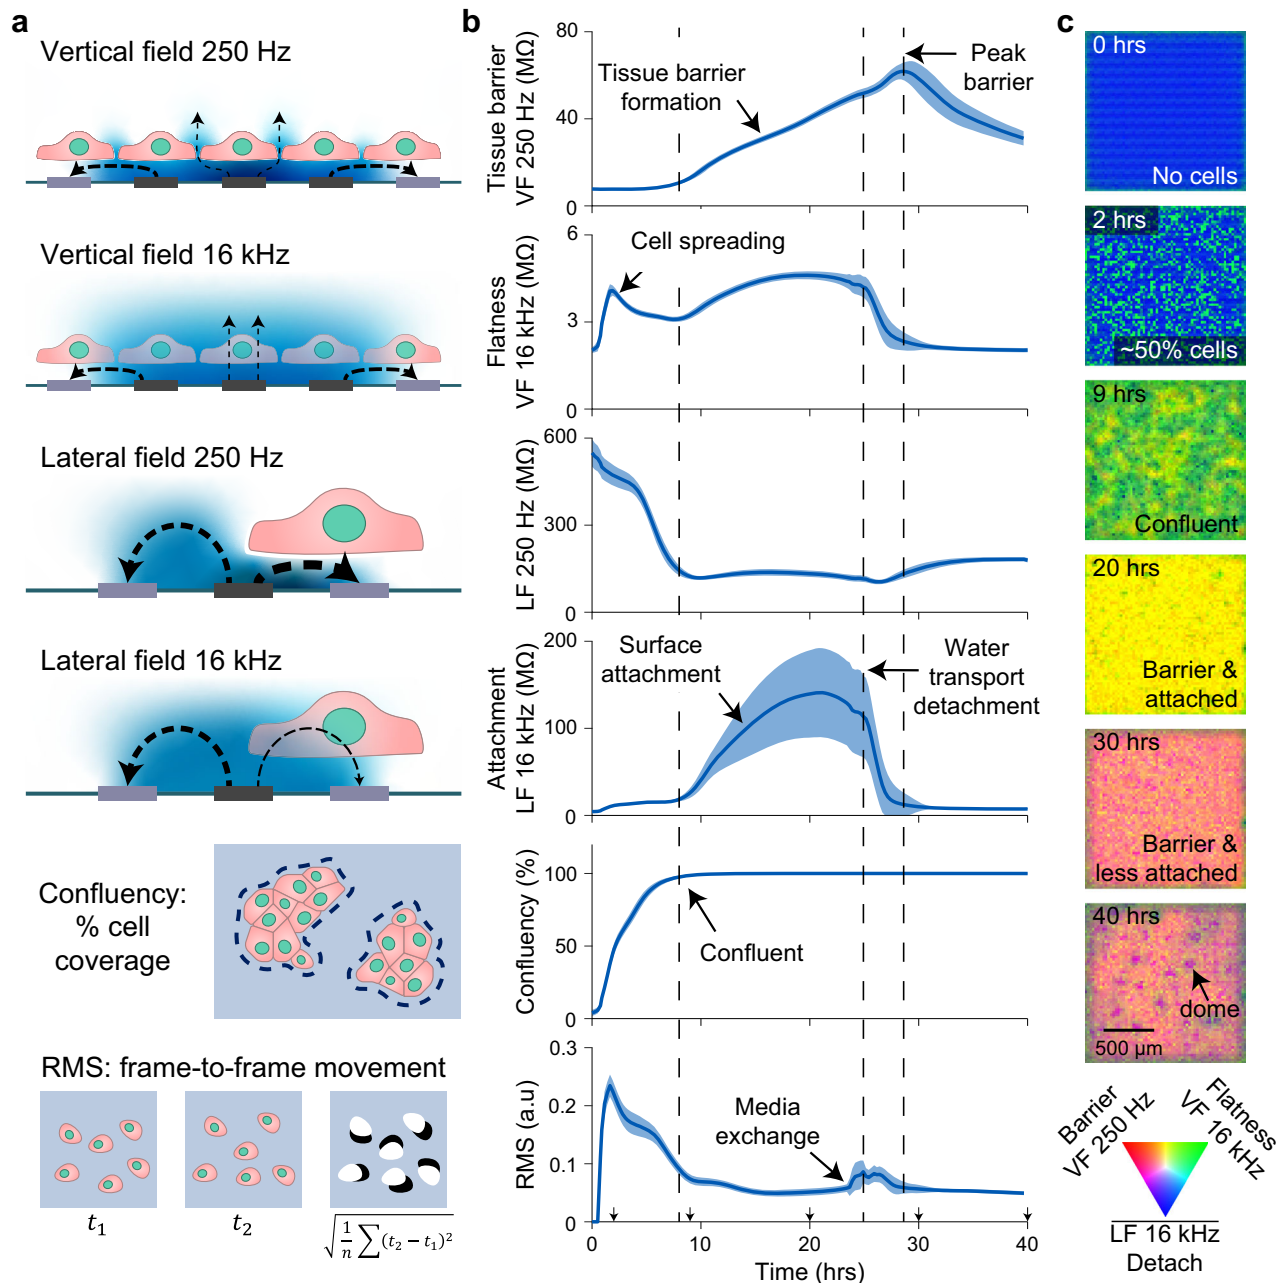 a
Vertical field 250 Hz
Vertical field 16 kHz
Lateral field 250 Hz
Lateral field 16 kHz
Confluency:
% cell
coverage
RMS: frame-to-frame movement
t₁
t₂
√(1/n ∑(t₂ − t₁)²)
b
Tissue barrier
VF 250 Hz (MΩ)
80
40
0
Tissue barrier
formation
Peak
barrier
Flatness
VF 16 kHz (MΩ)
6
3
0
Cell spreading
LF 250 Hz (MΩ)
600
300
0
Attachment
LF 16 kHz (MΩ)
200
100
0
Surface
attachment
Water
transport
detachment
Confluency (%)
100
50
0
Confluent
RMS (a.u)
0.3
0.2
0.1
0
Media
exchange
0
10
20
30
40
Time (hrs)
c
0 hrs
No cells
2 hrs
~50% cells
9 hrs
Confluent
20 hrs
Barrier &
attached
30 hrs
Barrier &
less attached
40 hrs
dome
500 µm
Barrier
VF 250 Hz
Flatness
VF 16 kHz
LF 16 kHz
Detach